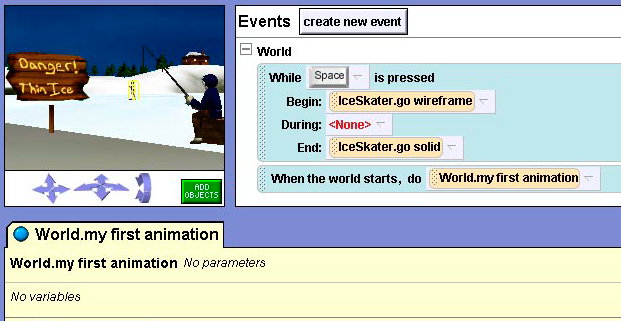 Danger!
Thin Ice
ADD
OBJECTS
Events create new event
World
While Space is pressed
Begin: IceSkater.go wireframe
During: <None>
End: IceSkater.go solid
When the world starts, do World.my first animation
World.my first animation
World.my first animation No parameters
No variables